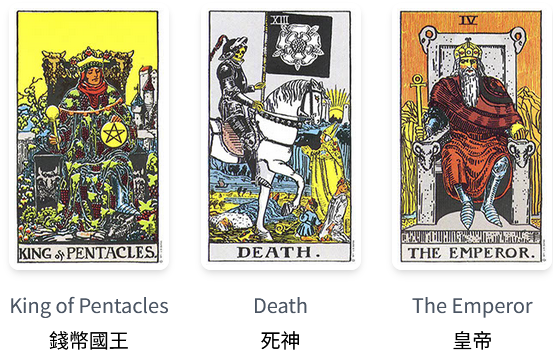 XIII
IV
KING of PENTACLES.
DEATH.
THE EMPEROR.
King of Pentacles
Death
The Emperor
錢幣國王
死神
皇帝